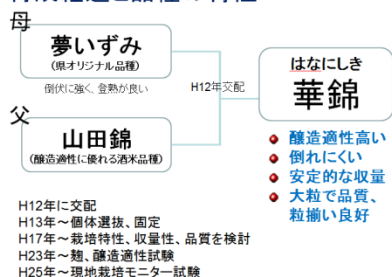 母
夢いずみ
(県オリジナル品種)
倒伏に強く、登熟が良い
H12年交配
はなにしき
華錦
父
山田錦
(醸造適性に優れる酒米品種)
醸造適性高い
倒れにくい
安定的な収量
大粒で品質、
粒揃い良好
H12年に交配
H13年～個体選抜、固定
H17年～栽培特性、収量性、品質を検討
H23年～麹、醸造適性試験
H25年～現地栽培モニター試験